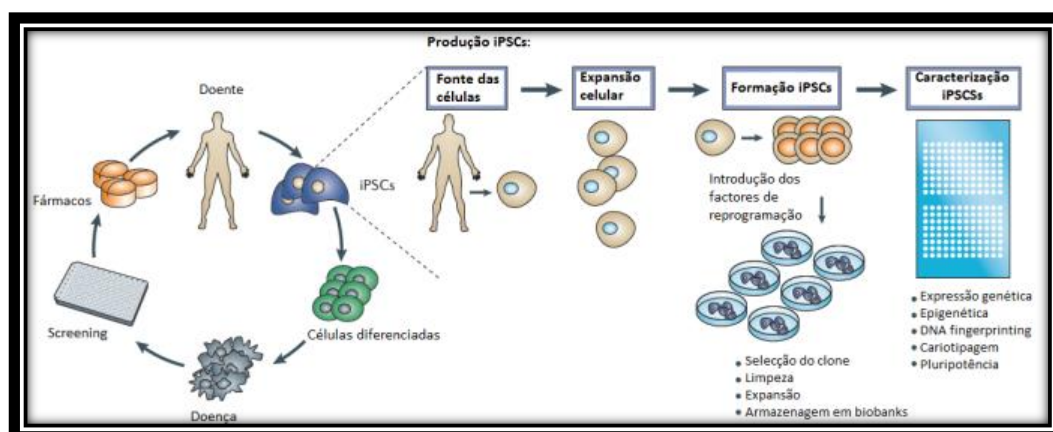 Produção iPSCs:
Fonte das
células
Expansão
celular
Formação iPSCs
Caracterização
iPSCSs
Doente
iPSCs
Células diferenciadas
Doença
Screening
Fármacos
Introdução dos
factores de
reprogramação
Selecção do clone
Limpeza
Expansão
Armazenagem em biobanks
Expressão genética
Epigenética
DNA fingerprinting
Cariotipagem
Pluripotência